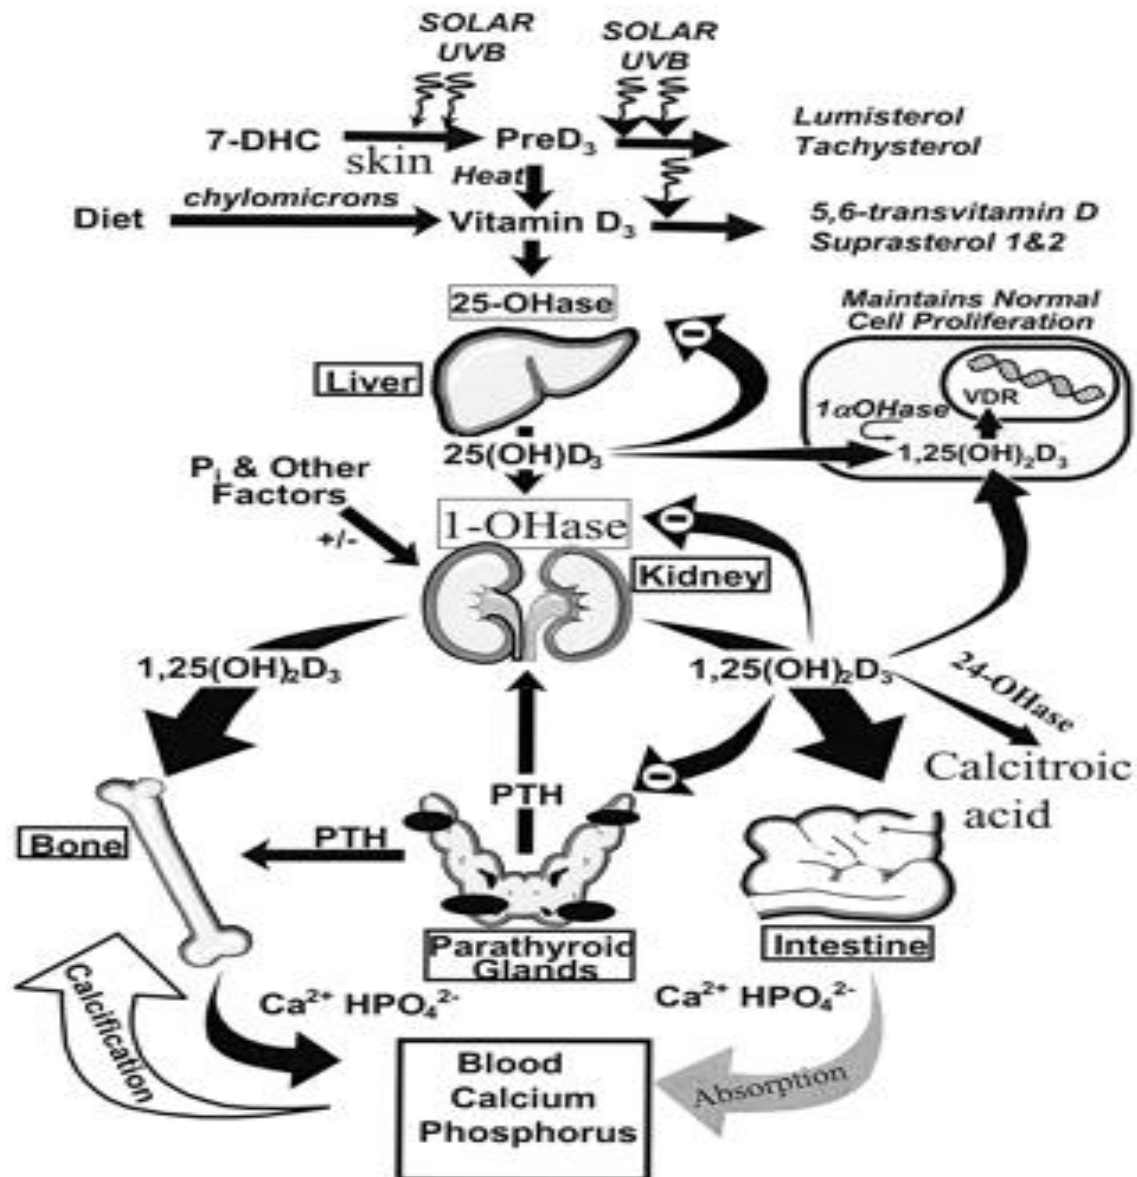 SOLAR
UVB
SOLAR
UVB
7-DHC
skin
PreD₃
Lumisterol
Tachysterol
Heat
Diet
chylomicrons
Vitamin D₃
5,6-transvitamin D
Suprasterol 1&2
25-OHase
Maintains Normal
Cell Proliferation
Liver
VDR
1αOHase
1,25(OH)₂D₃
25(OH)D₃
Pᵢ & Other
Factors
+/-
1-OHase
Kidney
1,25(OH)₂D₃
1,25(OH)₂D₃
24-OHase
Calcitroic
acid
PTH
PTH
Bone
Parathyroid
Glands
Intestine
Calcification
Ca²⁺ HPO₄²⁻
Ca²⁺ HPO₄²⁻
Blood
Calcium
Phosphorus
Absorption